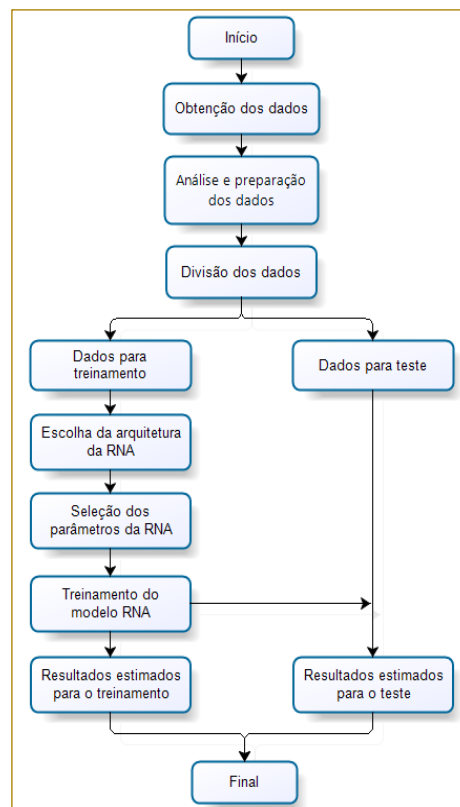 Início
Obtenção dos dados
Análise e preparação
dos dados
Divisão dos dados
Dados para
treinamento
Dados para teste
Escolha da arquitetura
da RNA
Seleção dos
parâmetros da RNA
Treinamento do
modelo RNA
Resultados estimados
para o treinamento
Resultados estimados
para o teste
Final